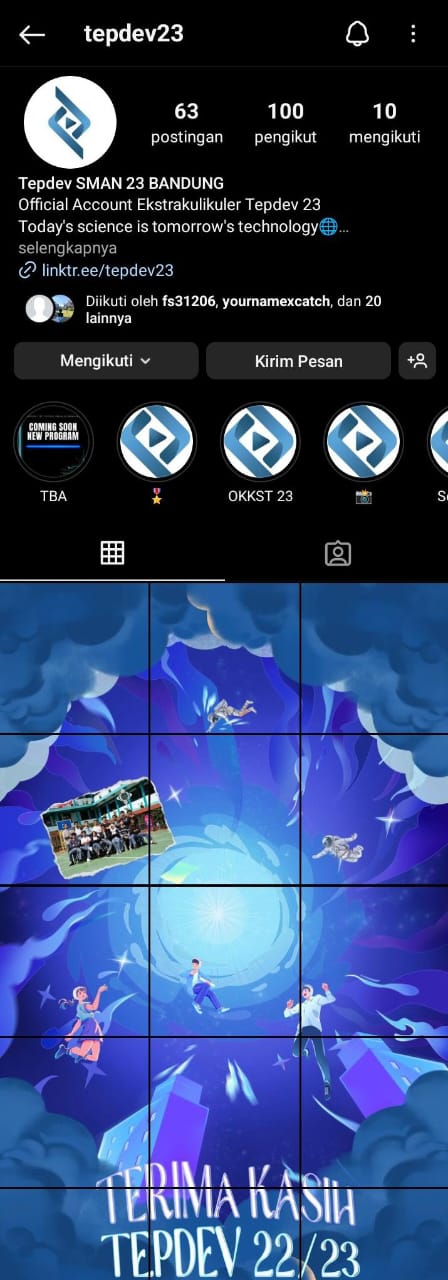 tepdev23
63
100
10
postingan
pengikut
mengikuti
Tepdev SMAN 23 BANDUNG
Official Account Ekstrakulikuler Tepdev 23
Today's science is tomorrow's technology🌐...
selengkapnya
linktr.ee/tepdev23
Diikuti oleh fs31206, yournamexcatch, dan 20
lainnya
Mengikuti
Kirim Pesan
COMING SOON
NEW PROGRAM
TBA
🎖️
OKKST 23
📸
TERIMA KASIH
TEPDEV 22/23